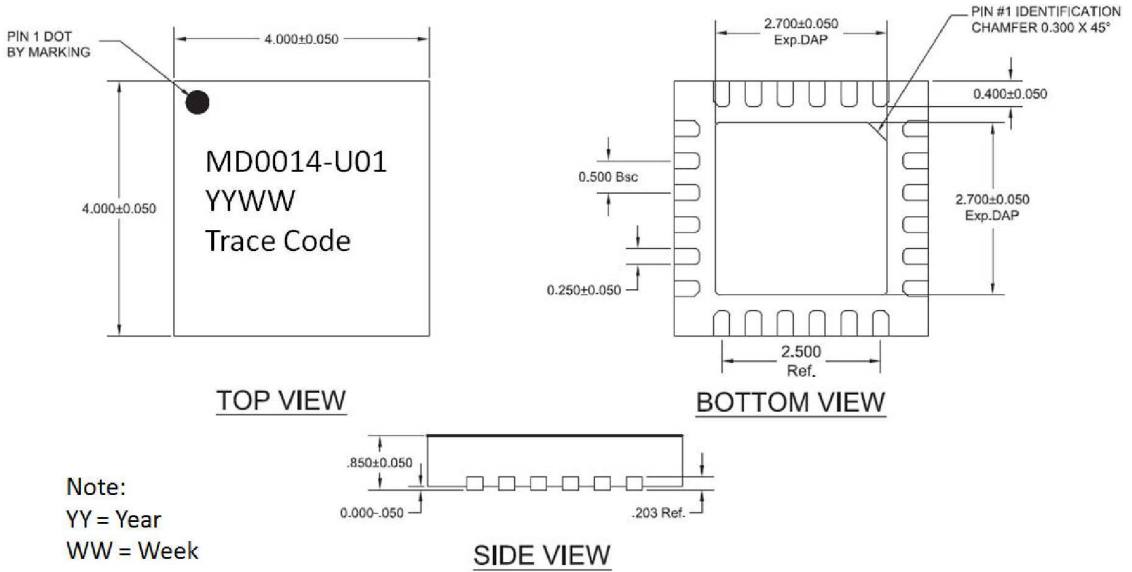 PIN 1 DOT
BY MARKING
4.000±0.050
4.000±0.050
MD0014-U01
YYWW
Trace Code
TOP VIEW
2.700±0.050
Exp.DAP
PIN #1 IDENTIFICATION
CHAMFER 0.300 X 45°
0.400±0.050
0.500 Bsc
2.700±0.050
Exp.DAP
0.250±0.050
2.500
Ref.
BOTTOM VIEW
.850±0.050
0.000-.050
.203 Ref.
SIDE VIEW
Note:
YY = Year
WW = Week